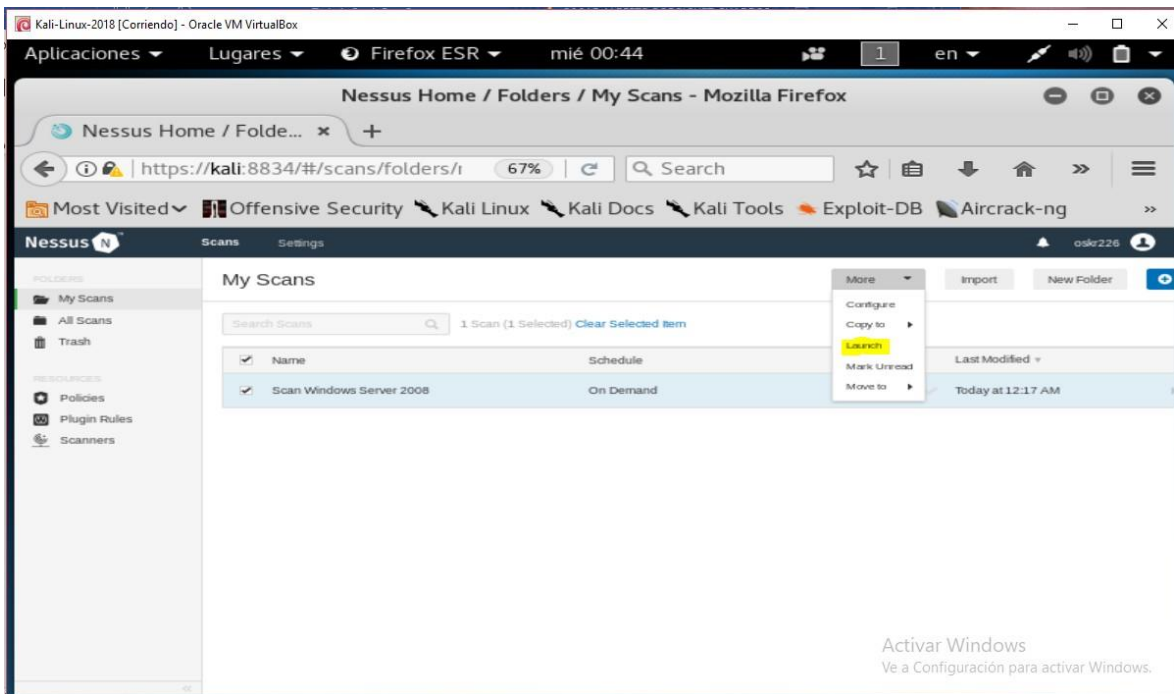 Kali-Linux-2018 [Corriendo] - Oracle VM VirtualBox
Aplicaciones Lugares Firefox ESR mié 00:44 1 en
Nessus Home / Folders / My Scans - Mozilla Firefox
Nessus Home / Folde...
https://kali:8834/#/scans/folders/ 67% Search
Most Visited Offensive Security Kali Linux Kali Docs Kali Tools Exploit-DB Aircrack-ng
Nessus N Scans Settings oskr226
FOLDERS
My Scans
All Scans
Trash
RESOURCES
Policies
Plugin Rules
Scanners
My Scans
More Import New Folder
Search Scans 1 Scan (1 Selected) Clear Selected Item
Configure
Copy to
Launch
Mark Unread
Move to
Name Schedule Last Modified
Scan Windows Server 2008 On Demand Today at 12:17 AM
Activar Windows
Ve a Configuración para activar Windows.